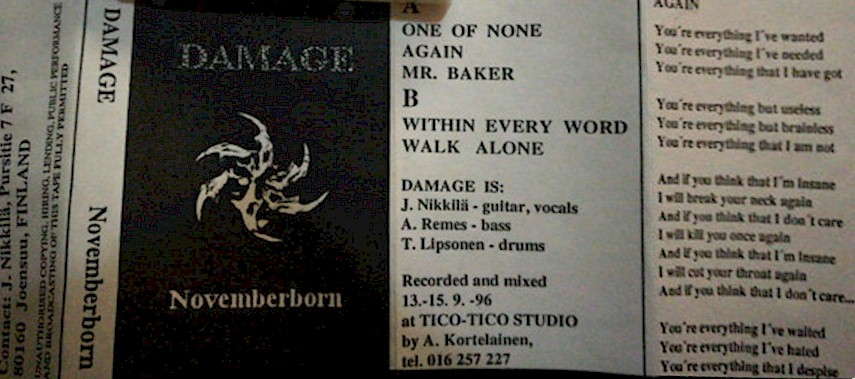 Contact: J. Nikkilä, Pursitie 7 F 27,
80160 Joensuu, FINLAND
UNAUTHORISED COPYING, HIRING, LENDING, PUBLIC PERFORMANCE
AND BROADCASTING OF THIS TAPE FULLY PERMITTED
DAMAGE Novemberborn
DAMAGE
Novemberborn
A
ONE OF NONE
AGAIN
MR. BAKER
B
WITHIN EVERY WORD
WALK ALONE
DAMAGE IS:
J. Nikkilä - guitar, vocals
A. Remes - bass
T. Lipsonen - drums
Recorded and mixed
13.-15. 9. -96
at TICO-TICO STUDIO
by A. Kortelainen,
tel. 016 257 227
AGAIN
You´re everything I´ve wanted
You´re everything I´ve needed
You´re everything that I have got
You´re everything but useless
You´re everything but brainless
You´re everything that I am not
And if you think that I´m Insane
I will break your neck again
And if you think that I don´t care
I will kill you once again
And if you think that I´m Insane
I will cut your throat again
And if you think that I don´t care...
You´re everything I´ve waited
You´re everything I´ve hated
You´re everything that I despise